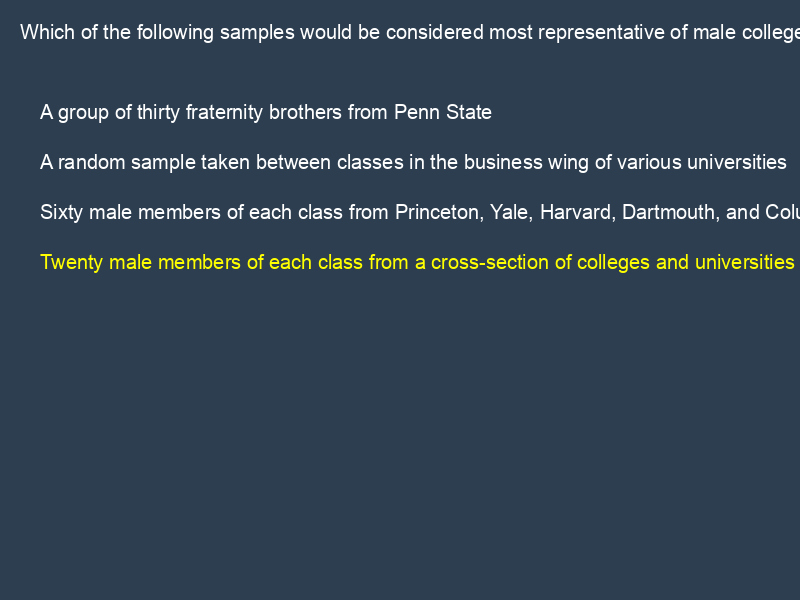 Which of the following samples would be considered most representative of male college
A group of thirty fraternity brothers from Penn State
A random sample taken between classes in the business wing of various universities
Sixty male members of each class from Princeton, Yale, Harvard, Dartmouth, and
Twenty male members of each class from a cross-section of colleges and universities